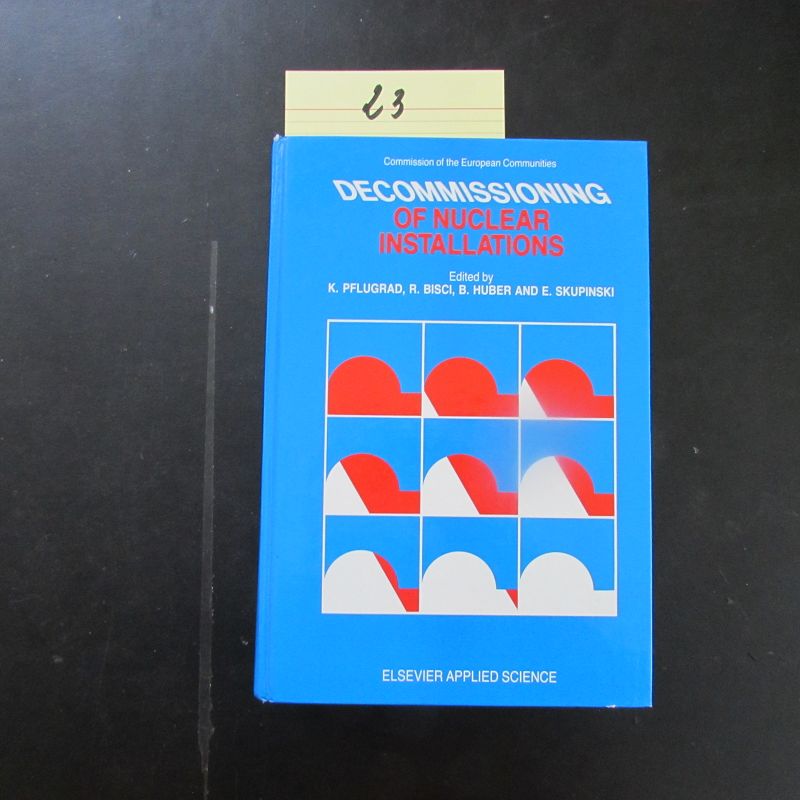 23
Commission of the European Communities
DECOMMISSIONING
OF NUCLEAR
INSTALLATIONS
Edited by
K. PFLUGRAD, R. BISCI, B. HUBER AND E. SKUPINSKI
ELSEVIER APPLIED SCIENCE